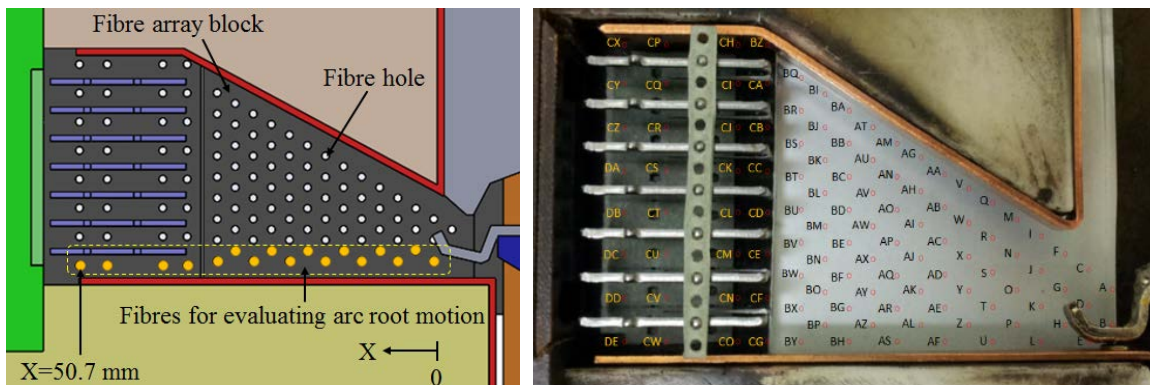 Fibre array block
Fibre hole
Fibres for evaluating arc root motion
X
X=50.7 mm
0
CX CP CH BZ
BQ
BI
CY CQ CI CA
BR BA
BJ AT
CZ CR CJ CB
BS BB AM
BK AU AG
DA CS CK CC
BT BC AN AA
BL AV AH V
DB CT CL CD
BU BD AO AB Q
BM AW AI W M
BV BE AP AC R I
DC CU CM CE
BN AX AJ X N F
BW BF AQ AD S J C
BO AY AK Y O G A
DD CV CN CF
BX BG AR AE T K D
BP AZ AL Z P H B
DE CW CO CG
BY BH AS AF U L E